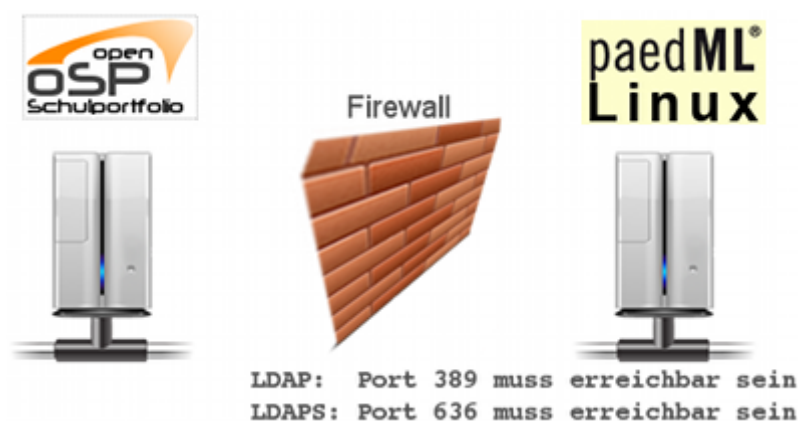 open
oSP
Schulportfolio
paedML®
Linux
Firewall
LDAP: Port 389 muss erreichbar sein
LDAPS: Port 636 muss erreichbar sein